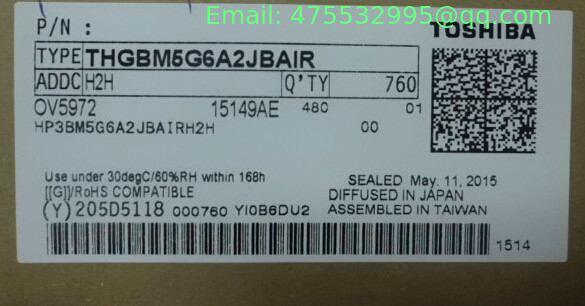 Email: 475532995@qq.com
P/N :
TOSHIBA
TYPE THGBM5G6A2JBAIR
ADDC H2H Q'TY 760
OV5972 15149AE 480 01
HP3BM5G6A2JBAIRH2H 00
Use under 30degC/60%RH within 168h
SEALED May. 11, 2015
[[G]]/RoHS COMPATIBLE
DIFFUSED IN JAPAN
(Y) 205D5118 000760 YI0B6DU2
ASSEMBLED IN TAIWAN
1514